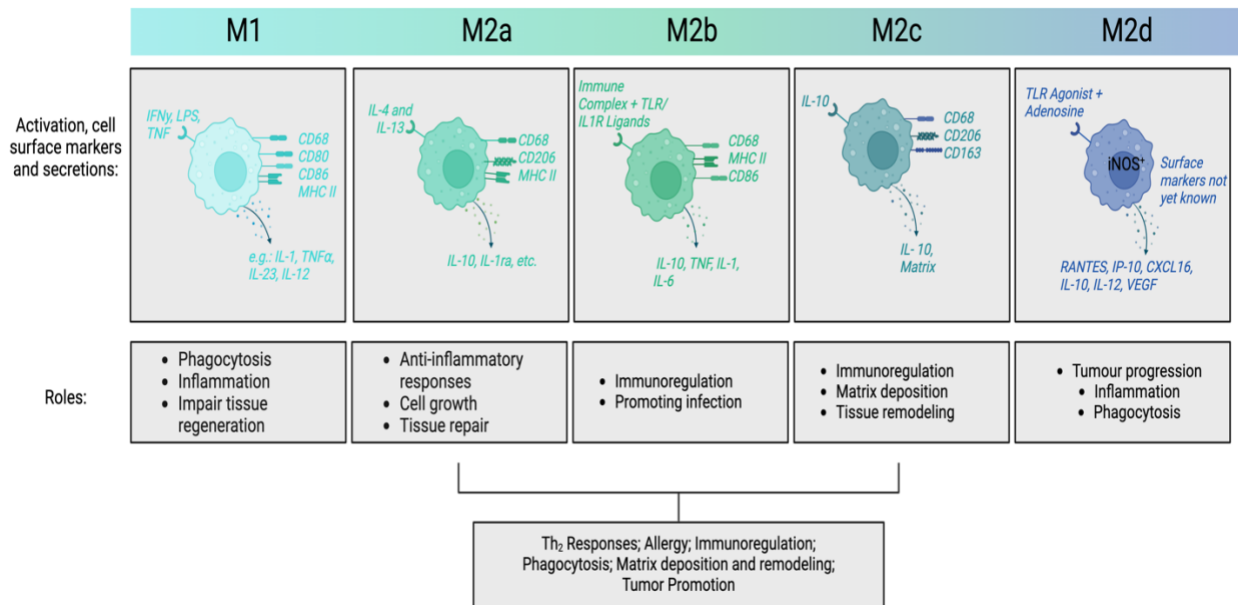 M1
M2a
M2b
M2c
M2d
Activation, cell
surface markers
and secretions:
IFNγ, LPS,
TNF
CD68
CD80
CD86
MHC II
e.g.: IL-1, TNFα,
IL-23, IL-12
IL-4 and
IL-13
CD68
CD206
MHC II
IL-10, IL-1ra, etc.
Immune
Complex + TLR/
IL1R Ligands
CD68
MHC II
CD86
IL-10, TNF, IL-1,
IL-6
IL-10
CD68
CD206
CD163
IL- 10,
Matrix
TLR Agonist +
Adenosine
iNOS⁺
Surface
markers not
yet known
RANTES, IP-10, CXCL16,
IL-10, IL-12, VEGF
Roles:
• Phagocytosis
• Inflammation
• Impair tissue
regeneration
• Anti-inflammatory
responses
• Cell growth
• Tissue repair
• Immunoregulation
• Promoting infection
• Immunoregulation
• Matrix deposition
• Tissue remodeling
• Tumour progression
• Inflammation
• Phagocytosis
Th₂ Responses; Allergy; Immunoregulation;
Phagocytosis; Matrix deposition and remodeling;
Tumor Promotion